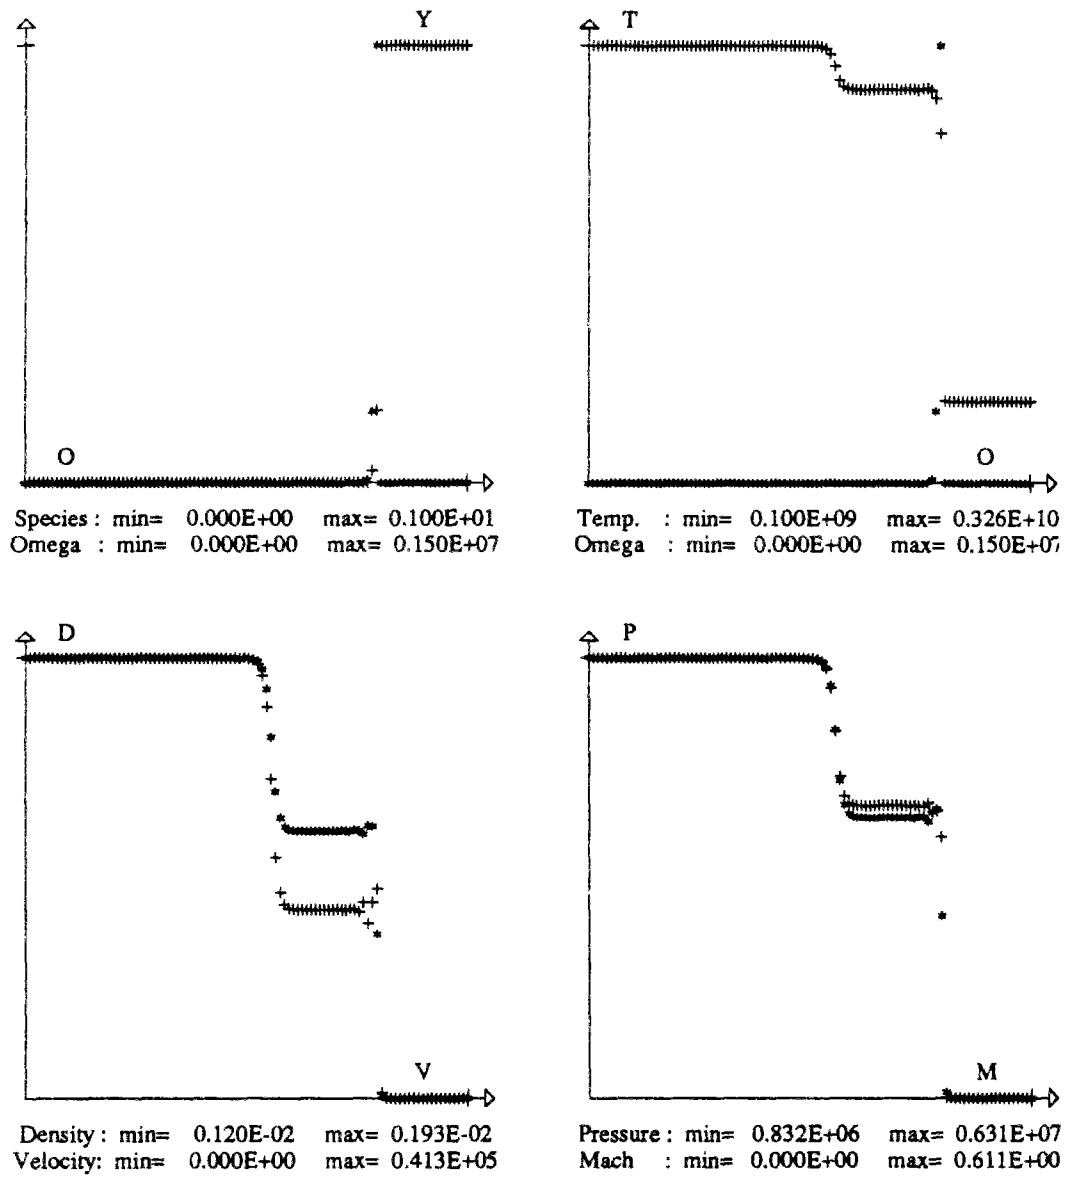 Y
T
O
O
Species : min= 0.000E+00 max= 0.100E+01
Omega : min= 0.000E+00 max= 0.150E+07
Temp. : min= 0.100E+09 max= 0.326E+10
Omega : min= 0.000E+00 max= 0.150E+07
D
P
V
M
Density : min= 0.120E-02 max= 0.193E-02
Velocity: min= 0.000E+00 max= 0.413E+05
Pressure : min= 0.832E+06 max= 0.631E+07
Mach : min= 0.000E+00 max= 0.611E+00